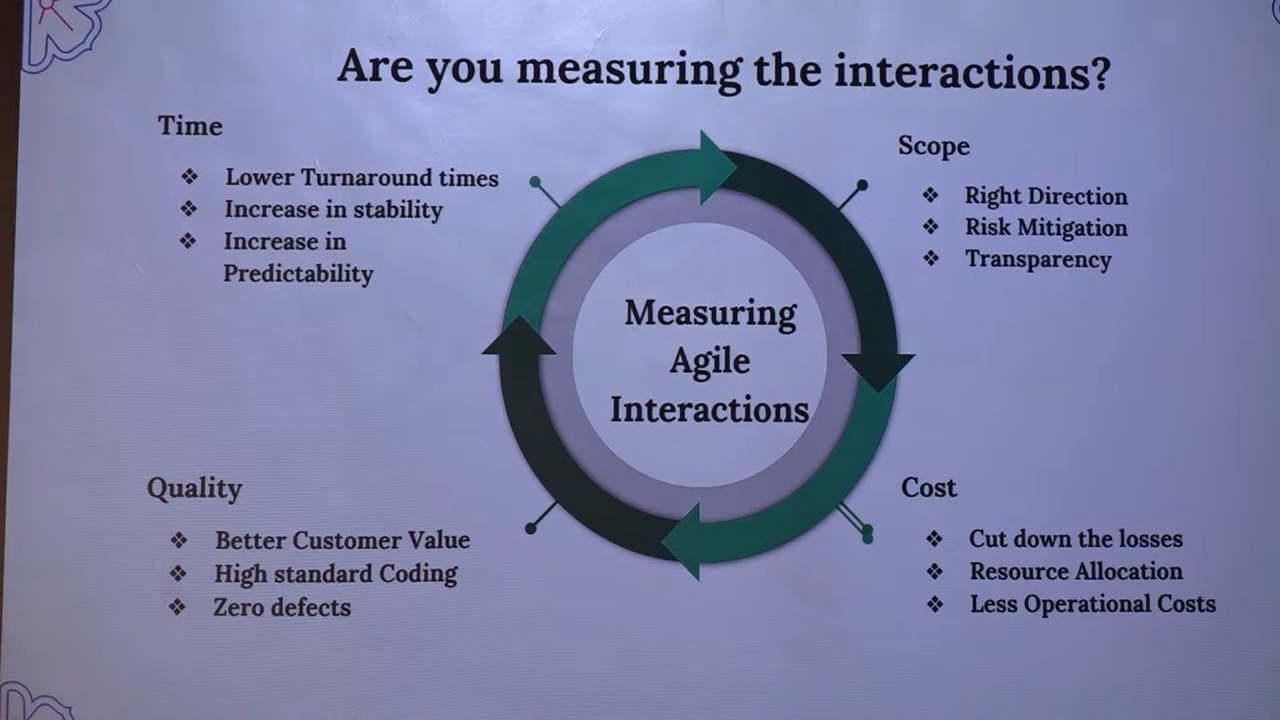 Are you measuring the interactions?
Time
❖ Lower Turnaround times
❖ Increase in stability
❖ Increase in
Predictability
Scope
❖ Right Direction
❖ Risk Mitigation
❖ Transparency
Measuring
Agile
Interactions
Quality
❖ Better Customer Value
❖ High standard Coding
❖ Zero defects
Cost
❖ Cut down the losses
❖ Resource Allocation
❖ Less Operational Costs